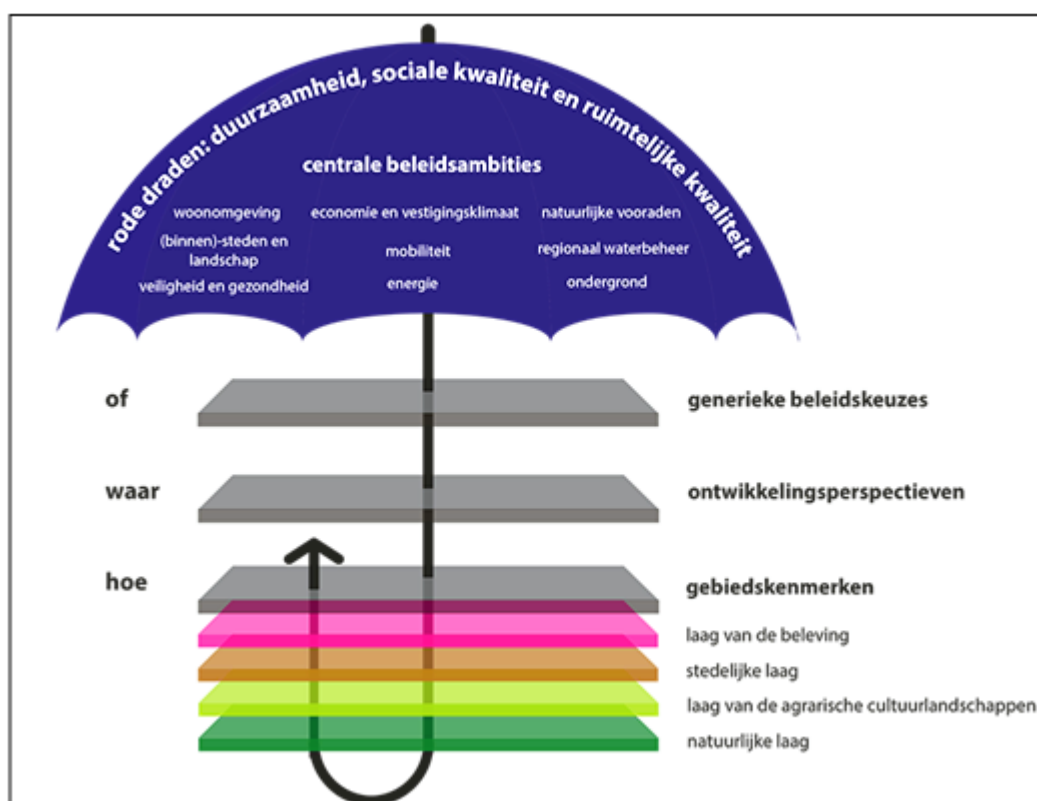 rode draden: duurzaamheid, sociale kwaliteit en ruimtelijke kwaliteit
centrale beleidsambities
woonomgeving
economie en vestigingsklimaat
natuurlijke vooraden
(binnen)-steden en
landschap
mobiliteit
regionaal waterbeheer
veiligheid en gezondheid
energie
ondergrond
of
generieke beleidskeuzes
waar
ontwikkelingsperspectieven
hoe
gebiedskenmerken
laag van de beleving
stedelijke laag
laag van de agrarische cultuurlandschappen
natuurlijke laag